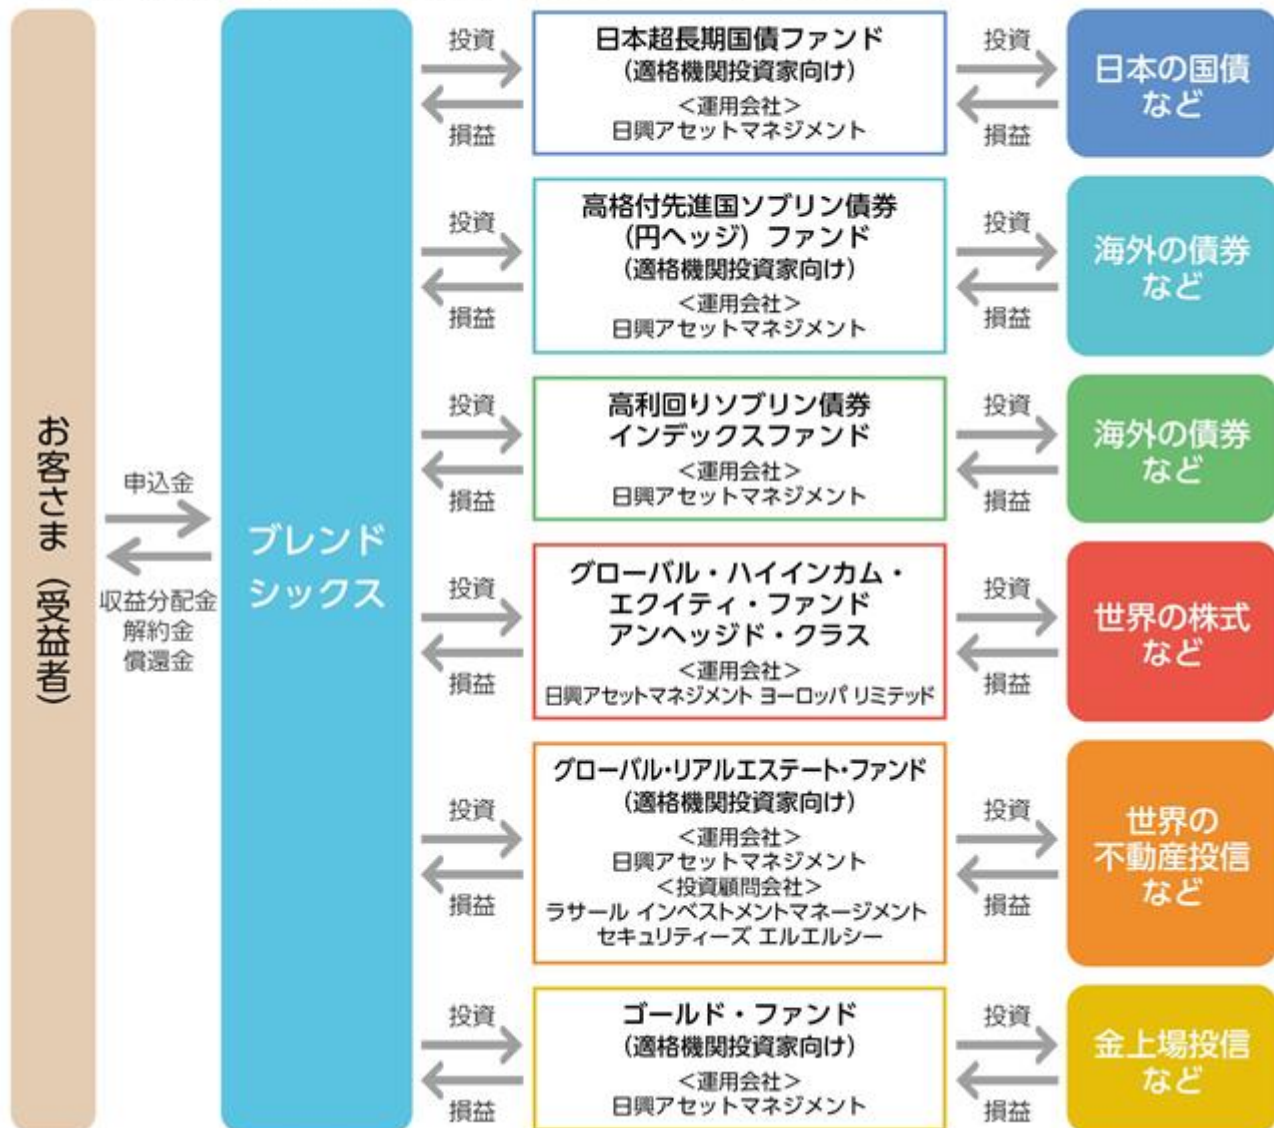 お客さま（受益者）
申込金
収益分配金
解約金
償還金
ブレンド
シックス
投資
損益
日本超長期国債ファンド
（適格機関投資家向け）
＜運用会社＞
日興アセットマネジメント
投資
損益
日本の国債
など
投資
損益
高格付先進国ソブリン債券
（円ヘッジ）ファンド
（適格機関投資家向け）
＜運用会社＞
日興アセットマネジメント
投資
損益
海外の債券
など
投資
損益
高利回りソブリン債券
インデックスファンド
＜運用会社＞
日興アセットマネジメント
投資
損益
海外の債券
など
投資
損益
グローバル・ハイインカム・
エクイティ・ファンド
アンヘッジド・クラス
＜運用会社＞
日興アセットマネジメント ヨーロッパ リミテッド
投資
損益
世界の株式
など
投資
損益
グローバル・リアルエステート・ファンド
（適格機関投資家向け）
＜運用会社＞
日興アセットマネジメント
＜投資顧問会社＞
ラサール インベストメントマネージメント
セキュリティーズ エルエルシー
投資
損益
世界の
不動産投信
など
投資
損益
ゴールド・ファンド
（適格機関投資家向け）
＜運用会社＞
日興アセットマネジメント
投資
損益
金上場投信
など